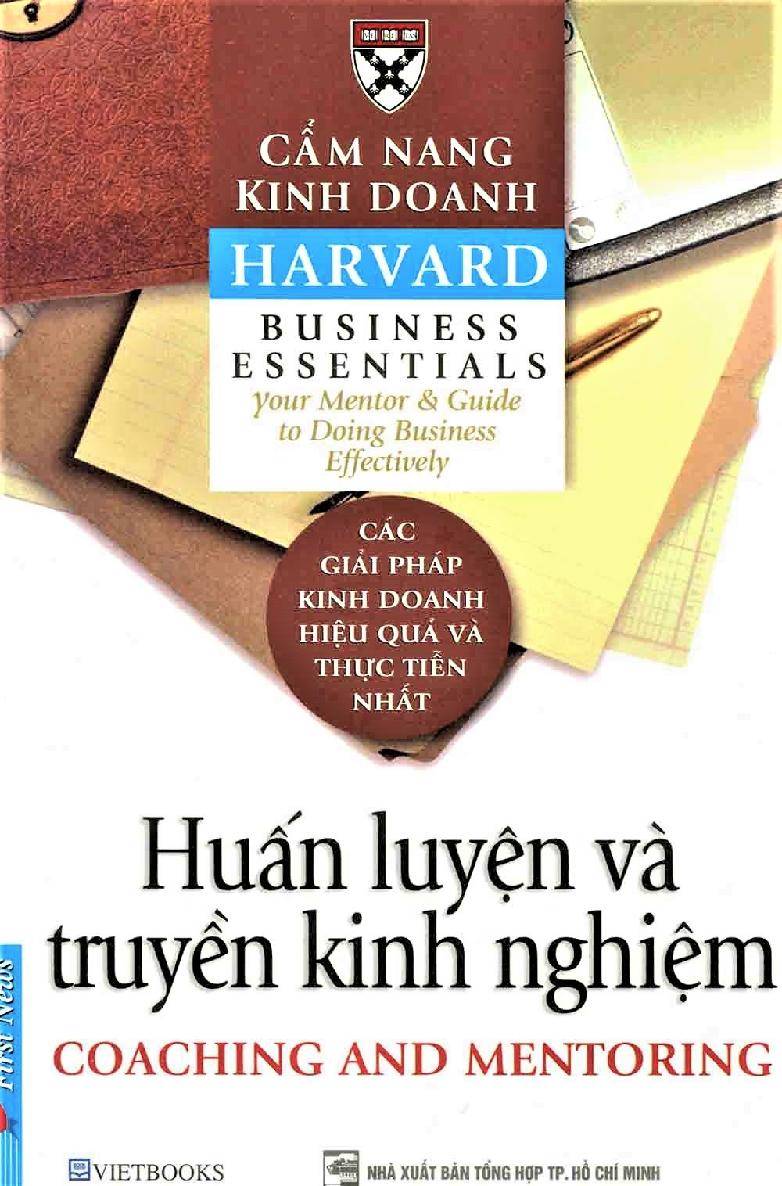 CẨM NANG
KINH DOANH
HARVARD
BUSINESS
ESSENTIALS
your Mentor & Guide
to Doing Business
Effectively
CÁC
GIẢI PHÁP
KINH DOANH
HIỆU QUẢ VÀ
THỰC TIỄN
NHẤT
Huấn luyện và
truyền kinh nghiệm
COACHING AND MENTORING
First News
VIETBOOKS
NHÀ XUẤT BẢN TỔNG HỢP TP. HỒ CHÍ MINH